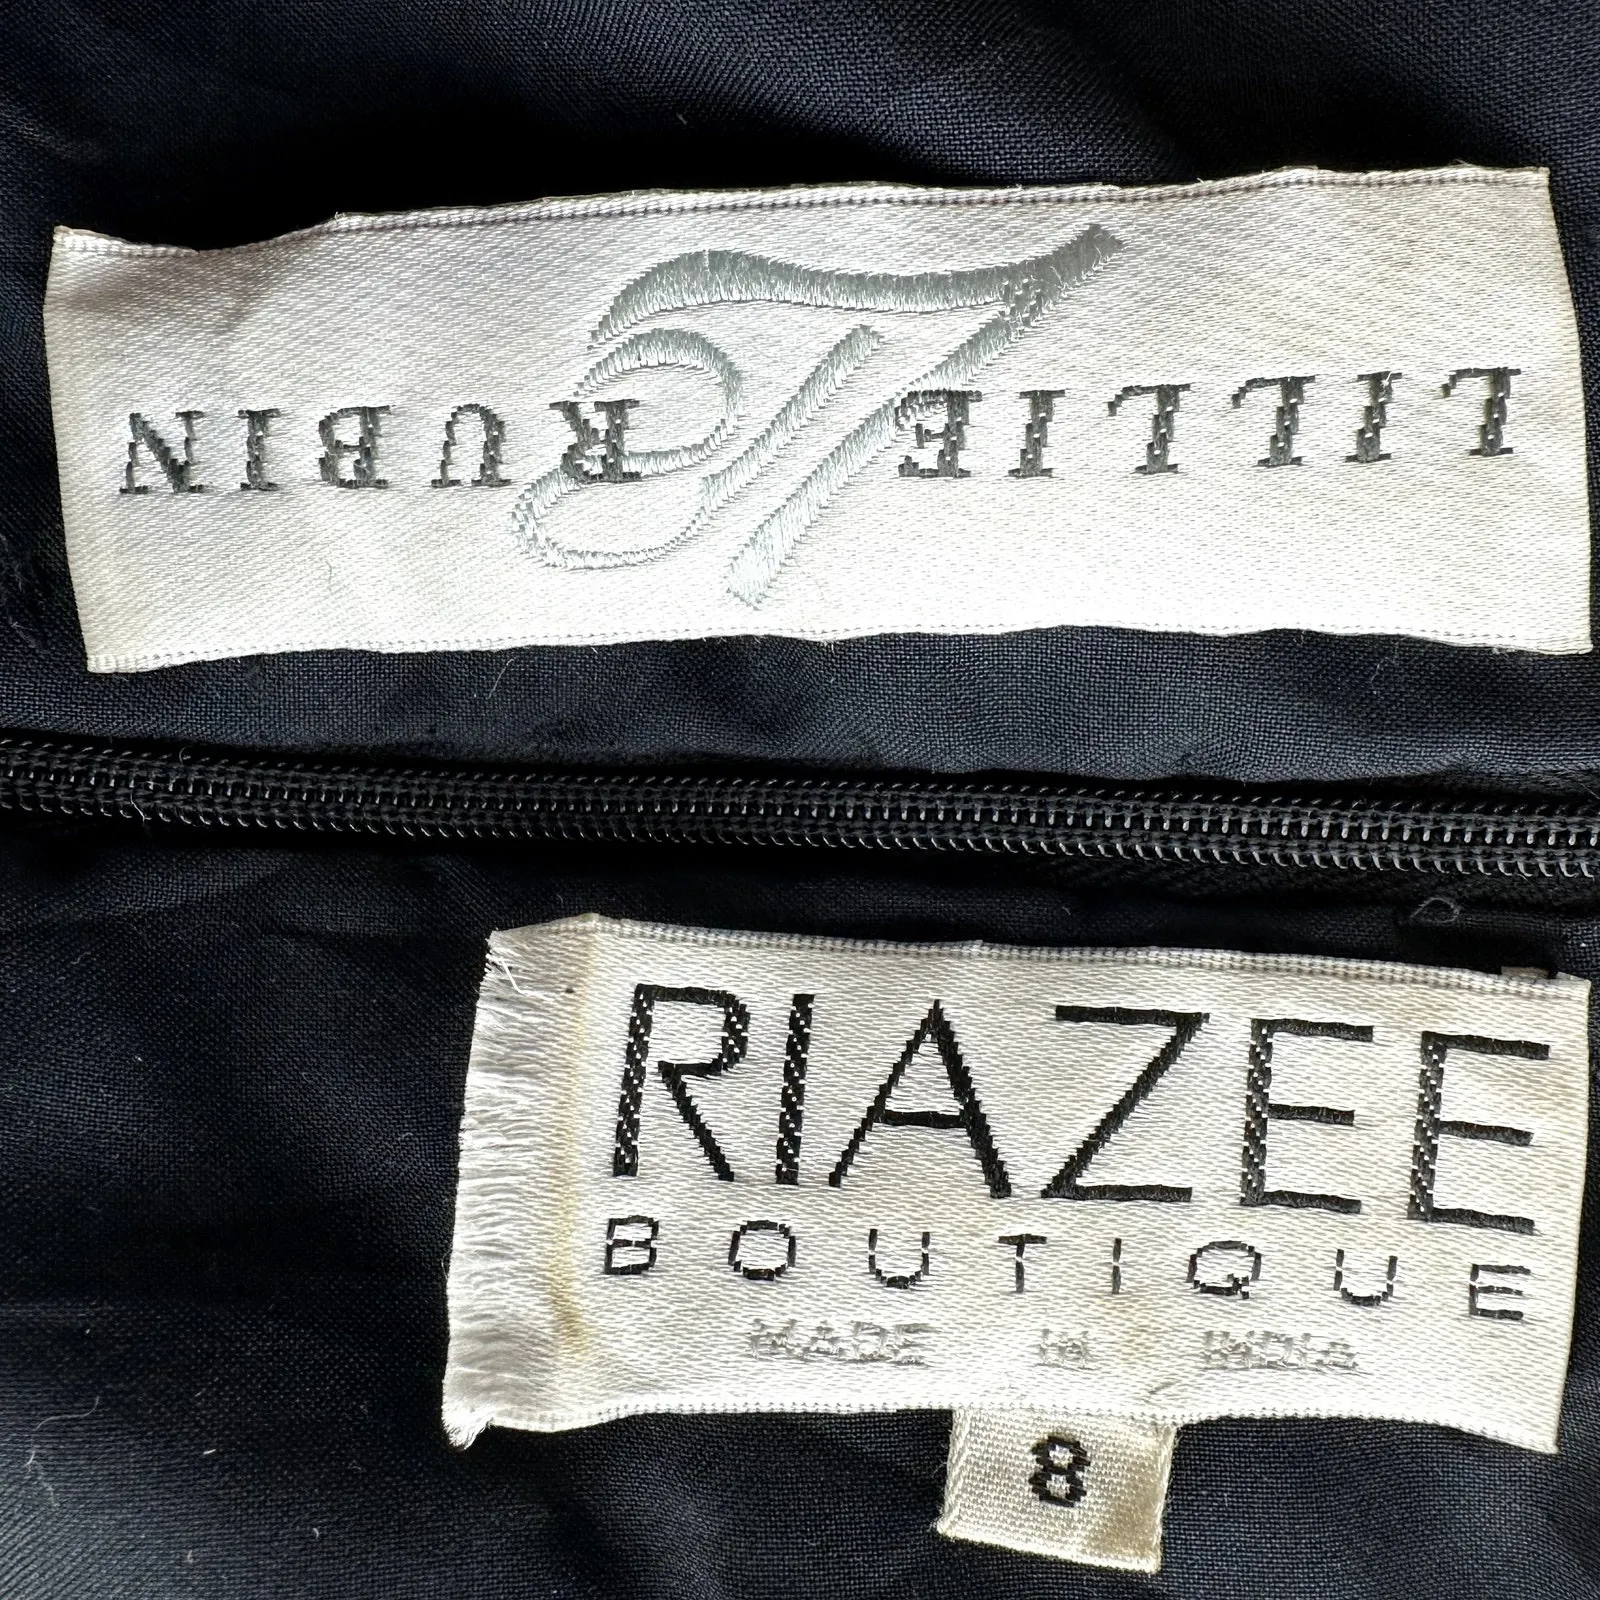 LILLIE RUBIN
RIAZEE
BOUTIQUE
MADE IN INDIA
8